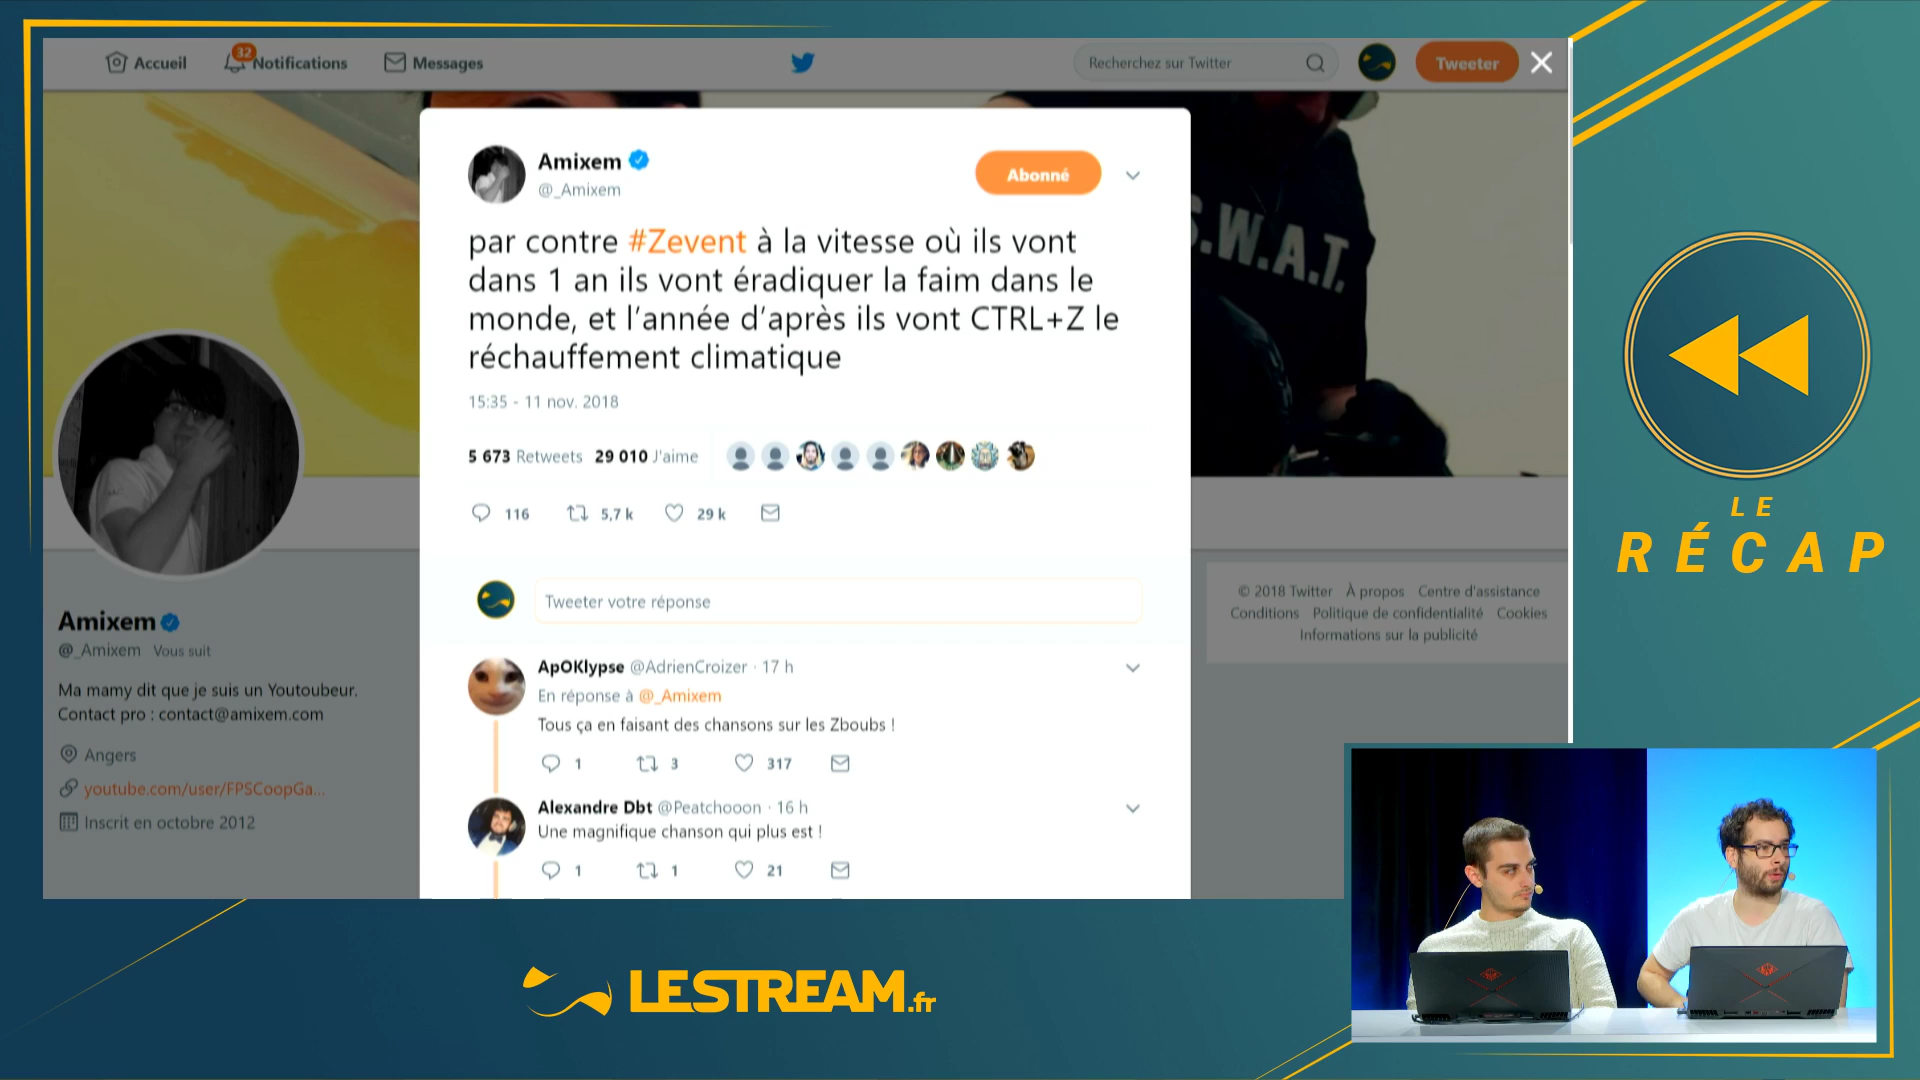 Accueil
32
Notifications
Messages
Recherchez sur Twitter
Tweeter
Amixem
@_Amixem
Abonné
par contre #Zevent à la vitesse où ils vont
dans 1 an ils vont éradiquer la faim dans le
monde, et l'année d'après ils vont CTRL+Z le
réchauffement climatique
15:35 - 11 nov. 2018
5 673 Retweets 29 010 J'aime
116 5,7 k 29 k
Tweeter votre réponse
ApOKlypse @AdrienCroizer · 17 h
En réponse à @_Amixem
Tous ça en faisant des chansons sur les Zboubs !
1 3 317
Alexandre Dbt @Peatchooon · 16 h
Une magnifique chanson qui plus est !
1 1 21
Amixem
@_Amixem Vous suit
Ma mamy dit que je suis un Youtoubeur.
Contact pro : contact@amixem.com
Angers
youtube.com/user/FPSCoopGa...
Inscrit en octobre 2012
S.W.A.T.
© 2018 Twitter À propos Centre d'assistance
Conditions Politique de confidentialité Cookies
Informations sur la publicité
LE
RÉCAP
LESTREAM.fr